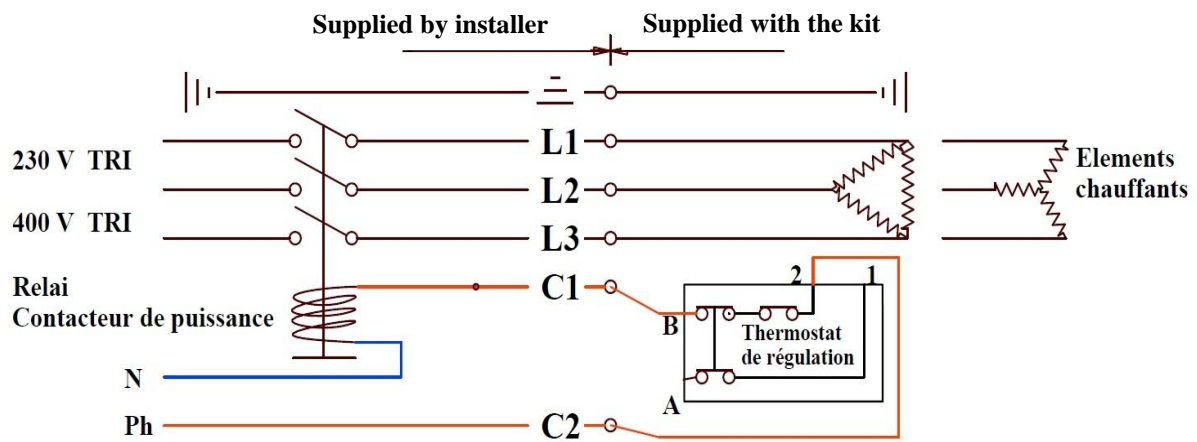 Supplied by installer
Supplied with the kit
L1
230 V TRI
L2
Elements
chauffants
400 V TRI
L3
Relai
Contacteur de puissance
C1
2
1
B
Thermostat
de régulation
N
A
Ph
C2